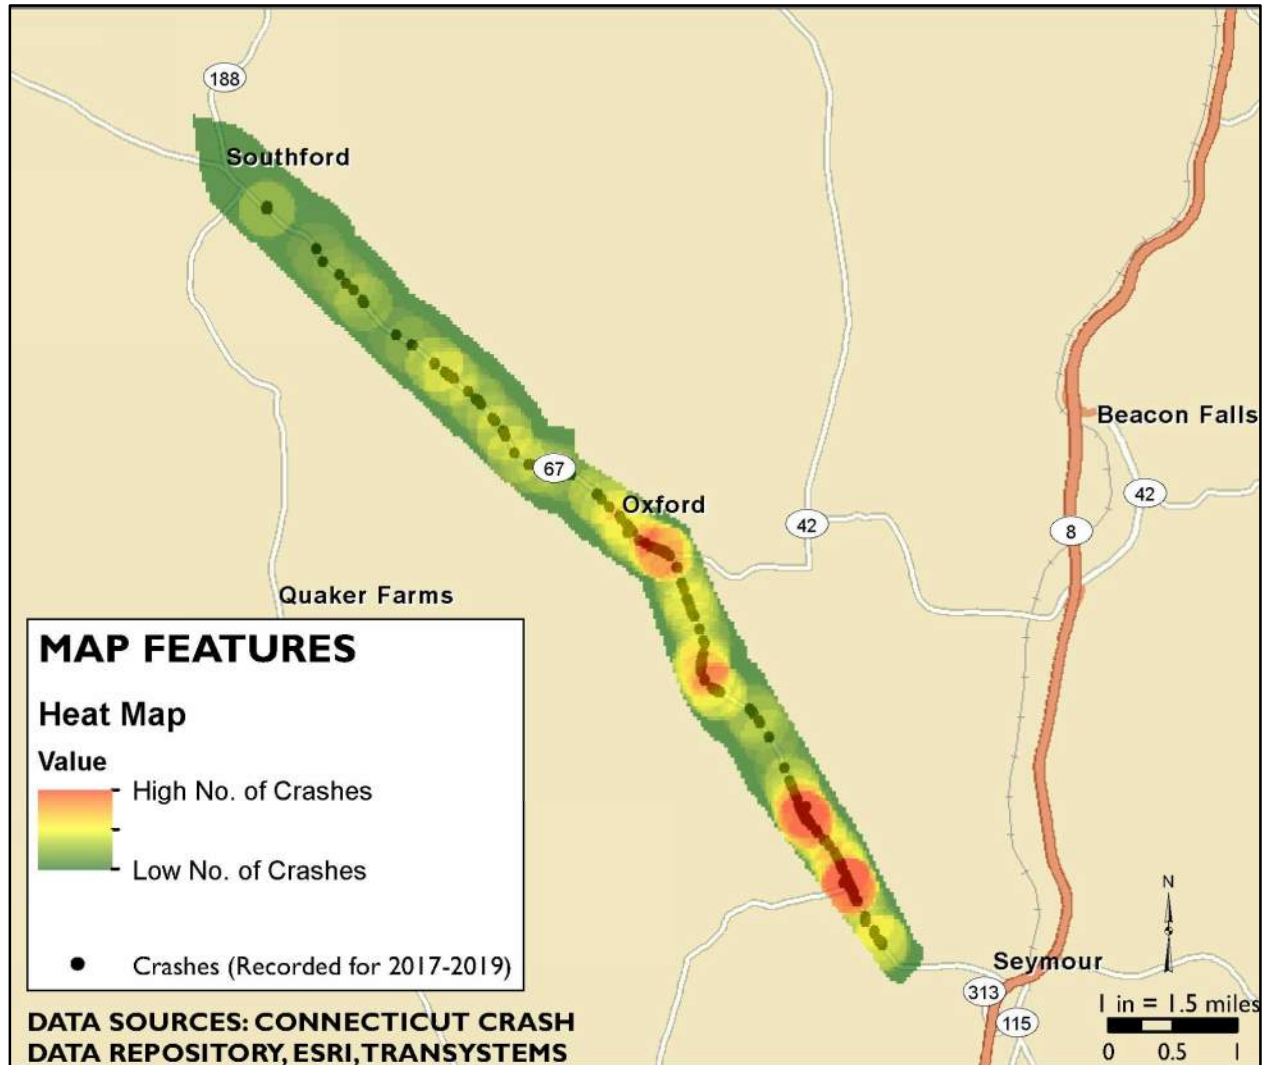 188
Southford
Beacon Falls
67
42
Oxford
42
8
Quaker Farms
MAP FEATURES
Heat Map
Value
High No. of Crashes
Low No. of Crashes
Crashes (Recorded for 2017-2019)
N
Seymour
313
1 in = 1.5 miles
115
0 0.5 1
DATA SOURCES: CONNECTICUT CRASH
DATA REPOSITORY, ESRI, TRANSYSTEMS